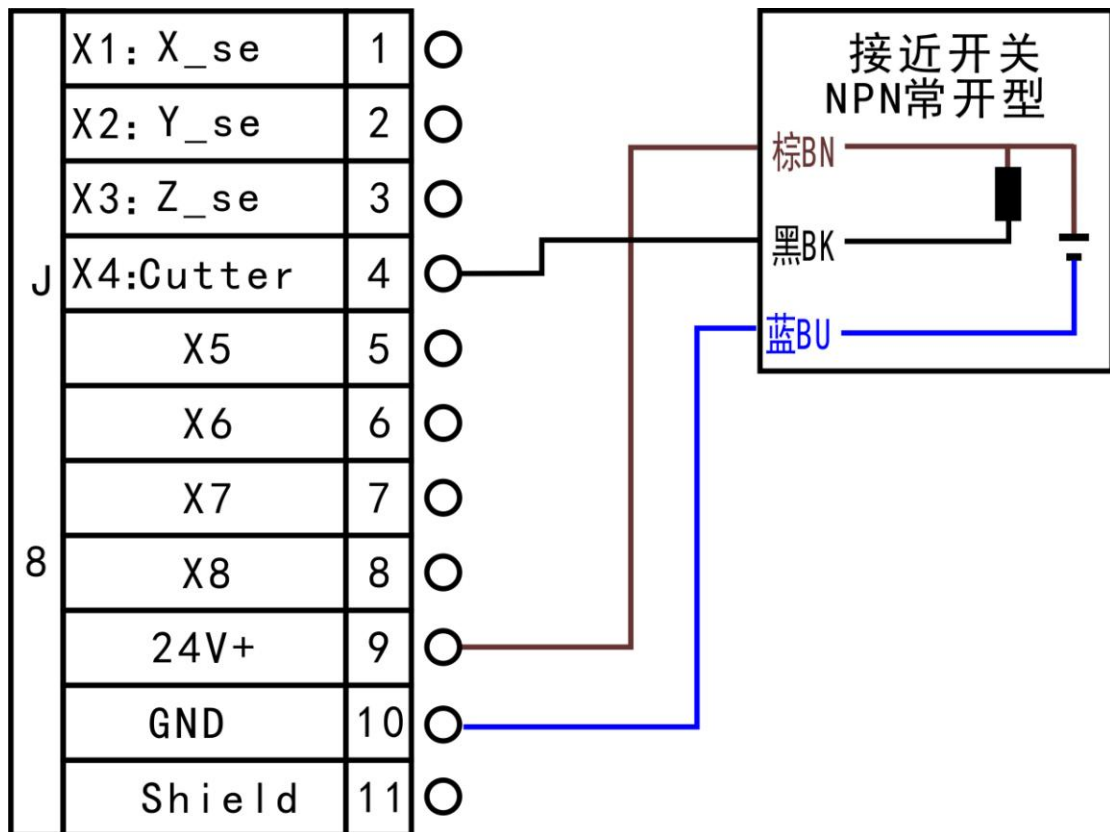 X1: X_se 1
X2: Y_se 2
X3: Z_se 3
X4:Cutter 4
X5 5
X6 6
X7 7
X8 8
24V+ 9
GND 10
Shield 11
J
8
接近开关
NPN常开型
棕BN
黑BK
蓝BU